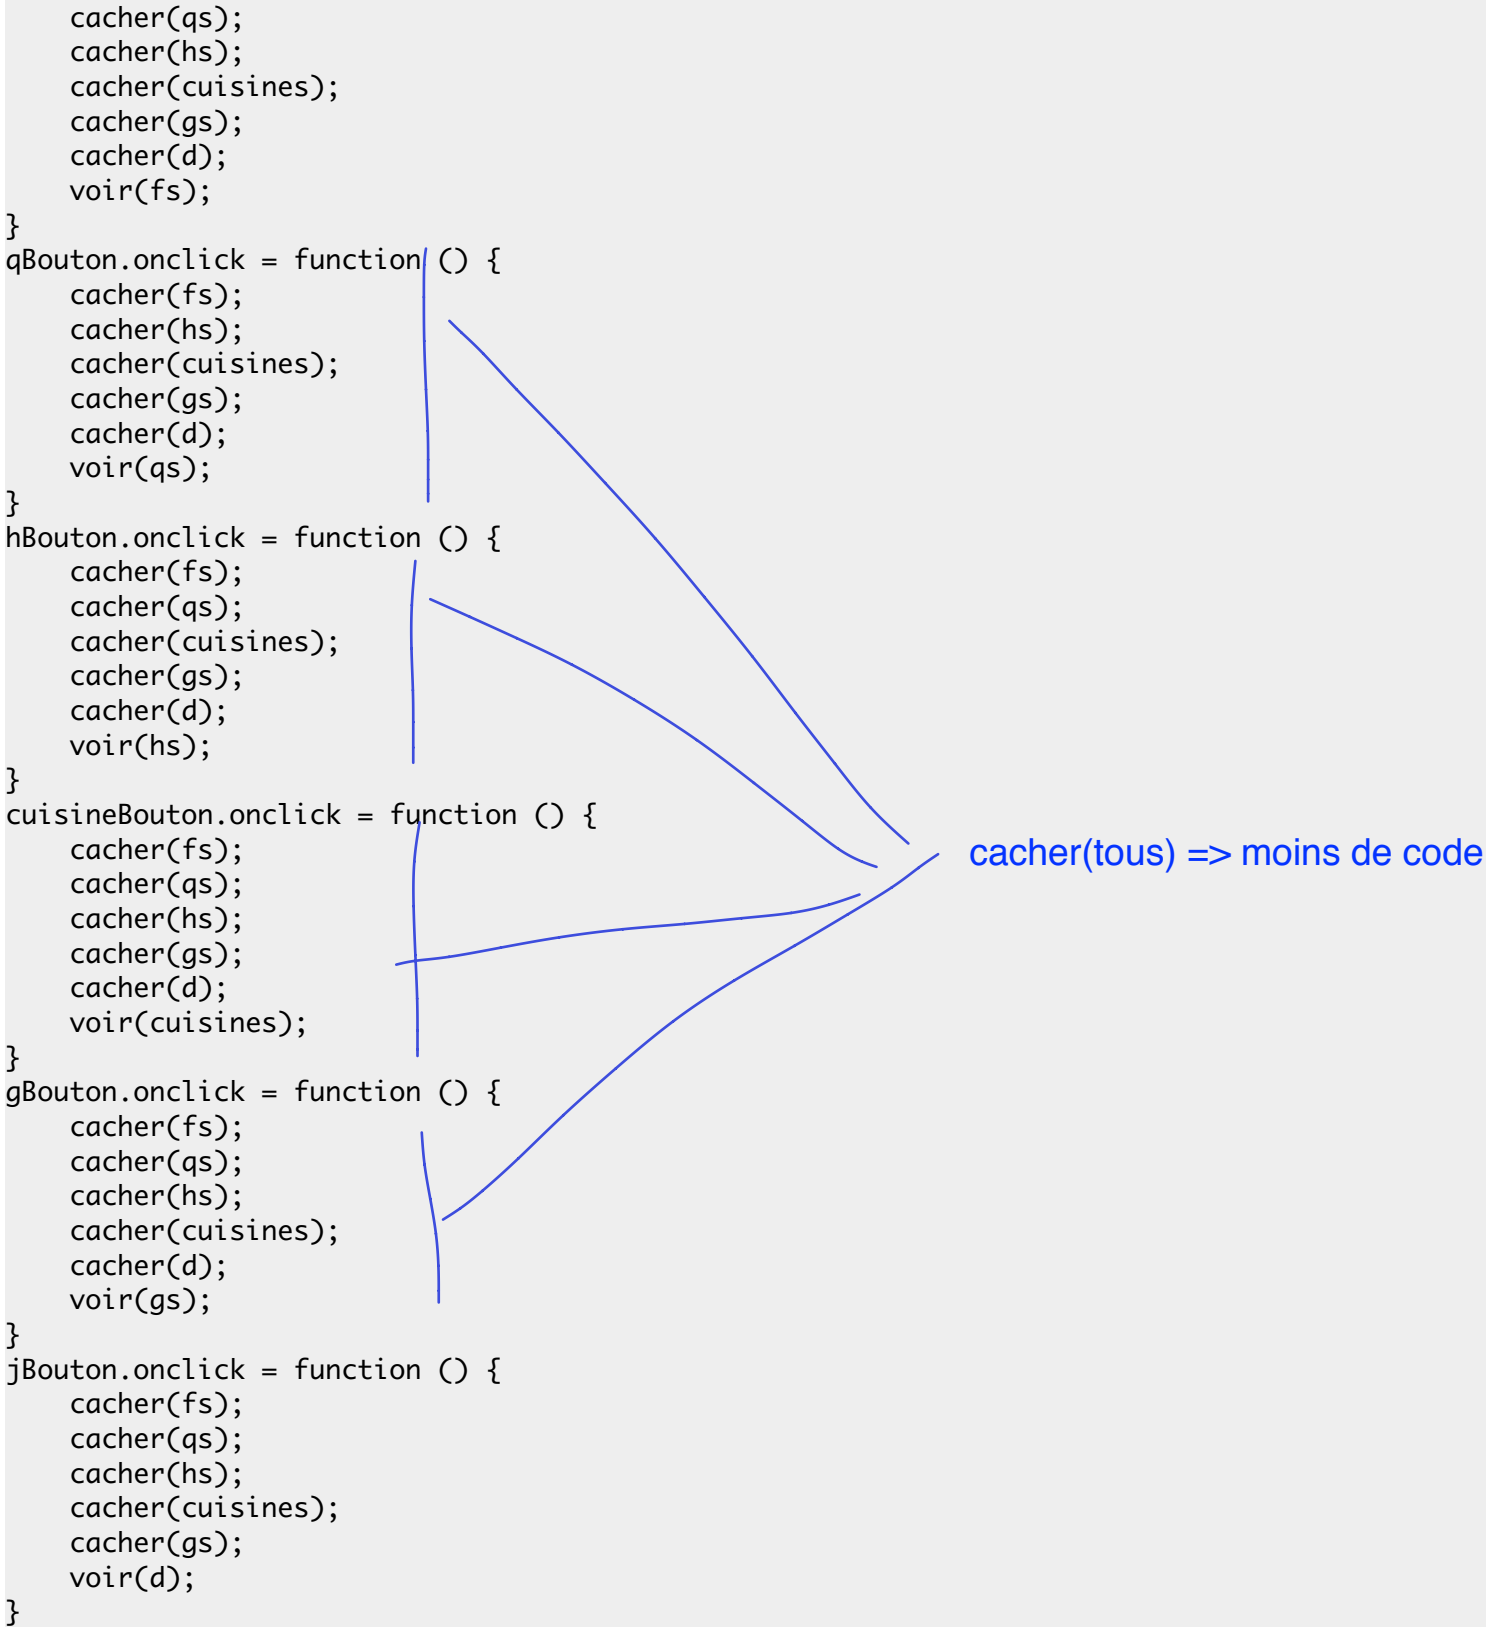 cacher(qs);
cacher(hs);
cacher(cuisines);
cacher(gs);
cacher(d);
voir(fs);
}
qBouton.onclick = function () {
cacher(fs);
cacher(hs);
cacher(cuisines);
cacher(gs);
cacher(d);
voir(qs);
}
hBouton.onclick = function () {
cacher(fs);
cacher(qs);
cacher(cuisines);
cacher(gs);
cacher(d);
voir(hs);
}
cuisineBouton.onclick = function () {
cacher(fs);
cacher(qs);
cacher(hs);
cacher(gs);
cacher(d);
voir(cuisines);
}
cacher(tous) => moins de code
gBouton.onclick = function () {
cacher(fs);
cacher(qs);
cacher(hs);
cacher(cuisines);
cacher(d);
voir(gs);
}
jBouton.onclick = function () {
cacher(fs);
cacher(qs);
cacher(hs);
cacher(cuisines);
cacher(gs);
voir(d);
}